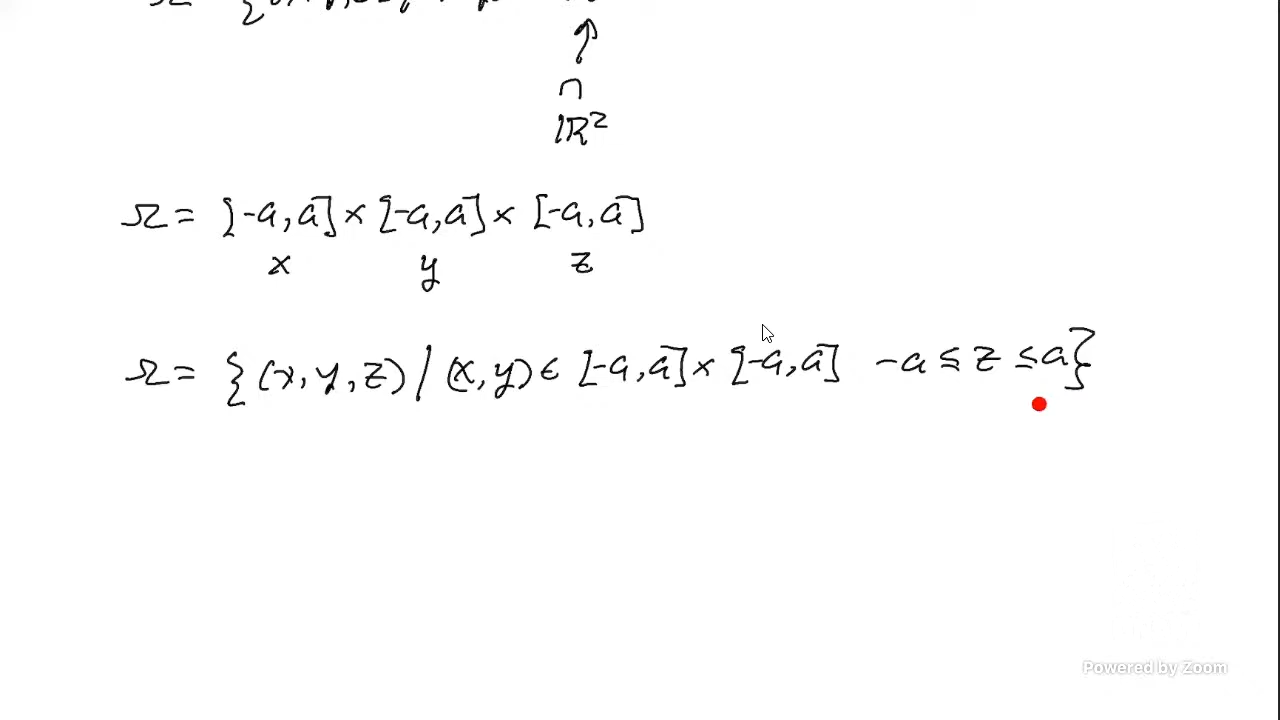 ∩
ℝ²
Ω = [-a, a] × [-a, a] × [-a, a]
x y z
Ω = {(x, y, z) / (x, y) ∈ [-a, a] × [-a, a] -a ≤ z ≤ a}
Powered by Zoom